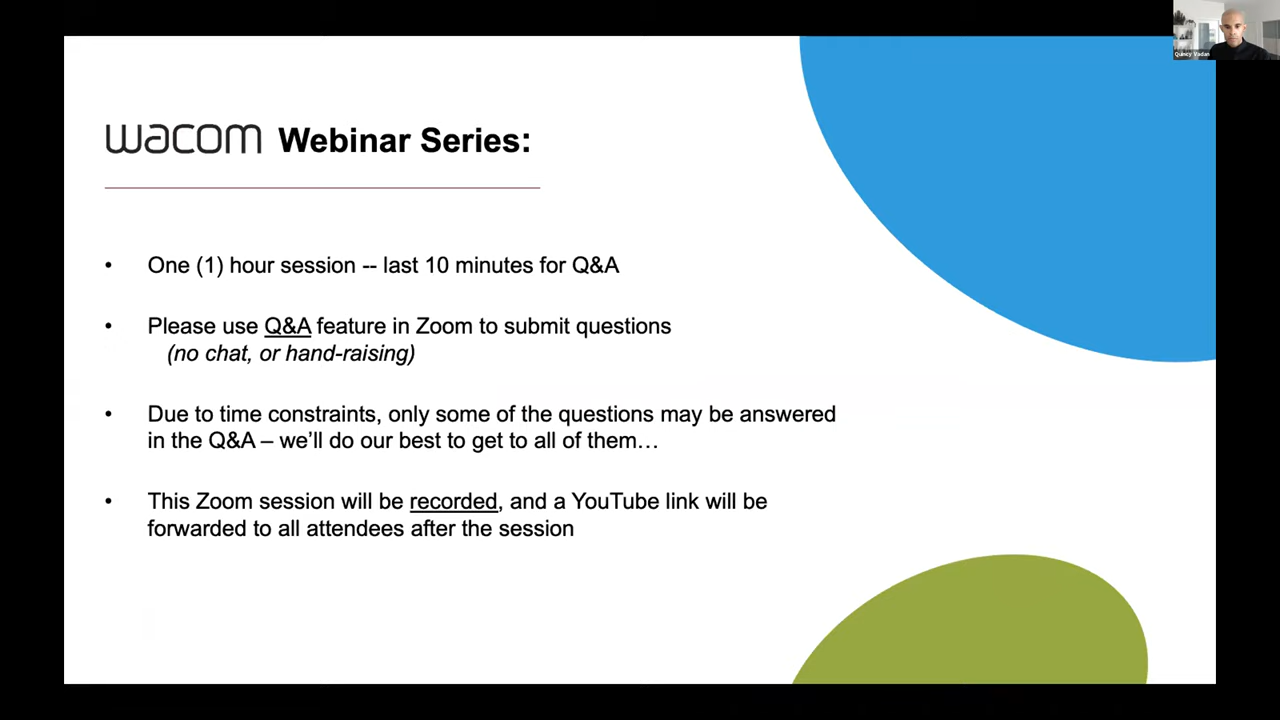 wacom Webinar Series:
• One (1) hour session -- last 10 minutes for Q&A
• Please use Q&A feature in Zoom to submit questions
(no chat, or hand-raising)
• Due to time constraints, only some of the questions may be answered
in the Q&A – we’ll do our best to get to all of them…
• This Zoom session will be recorded, and a YouTube link will be
forwarded to all attendees after the session
Quincy